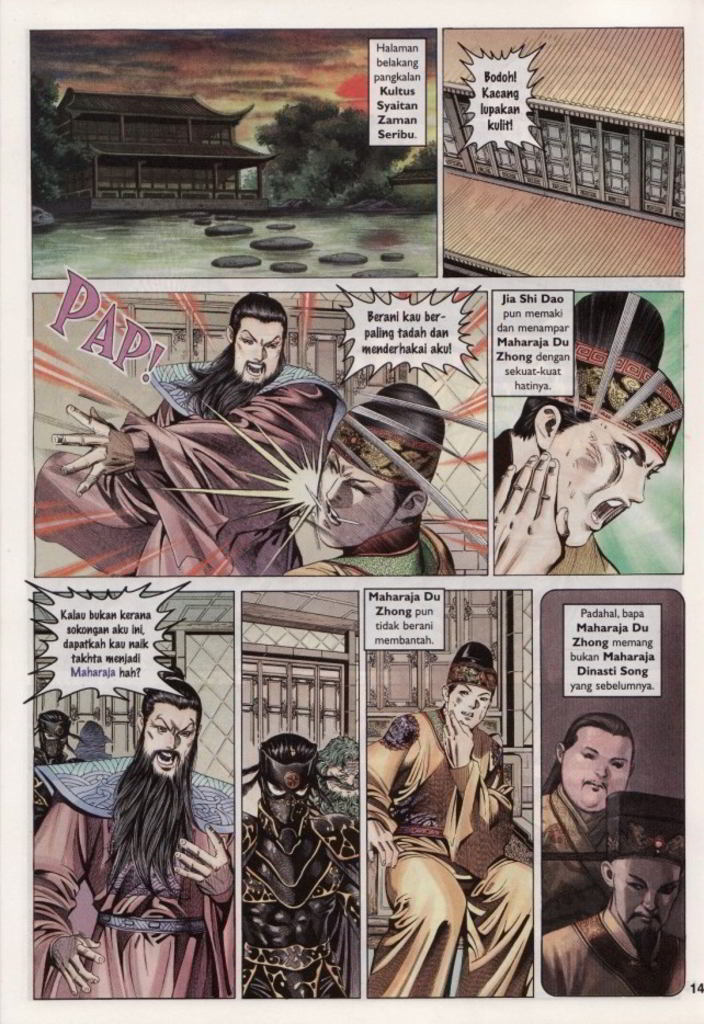 Halaman
belakang
pangkalan
Kultus
Syaitan
Zaman
Seribu.
Bodoh!
Kacang
lupakan
kulit!
PAP
PAP!
Berani kau ber-
paling tadah dan
menderhakai aku!
Jia Shi Dao
pun memaki
dan menampar
Maharaja Du
Zhong dengan
sekuat-kuat
hatinya.
Kalau bukan kerana
sokongan aku ini,
dapatkah kau naik
takhta menjadi
Maharaja hah?
Maharaja Du
Zhong pun
tidak berani
membantah.
Padahal, bapa
Maharaja Du
Zhong memang
bukan Maharaja
Dinasti Song
yang sebelumnya.
14